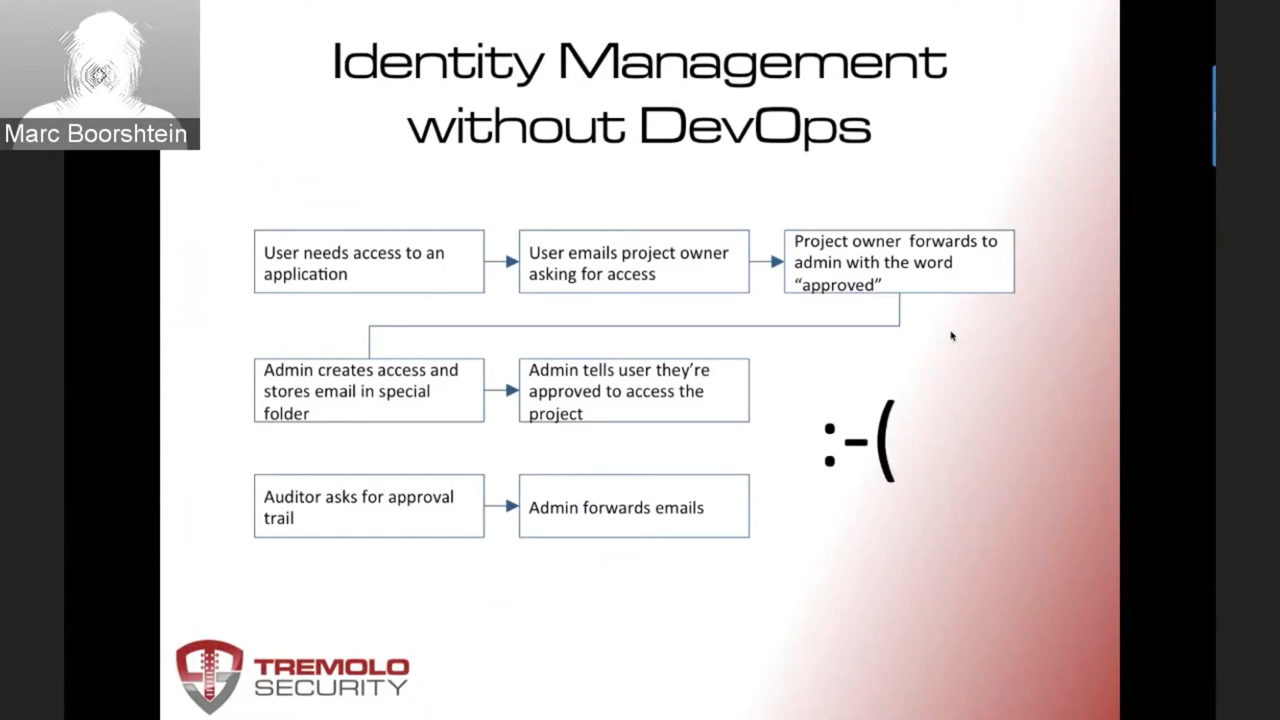 Marc Boorshtein
Identity Management
without DevOps
User needs access to an
application
User emails project owner
asking for access
Project owner forwards to
admin with the word
“approved”
Admin creates access and
stores email in special
folder
Admin tells user they’re
approved to access the
project
:-(
Auditor asks for approval
trail
Admin forwards emails
TREMOLO
SECURITY